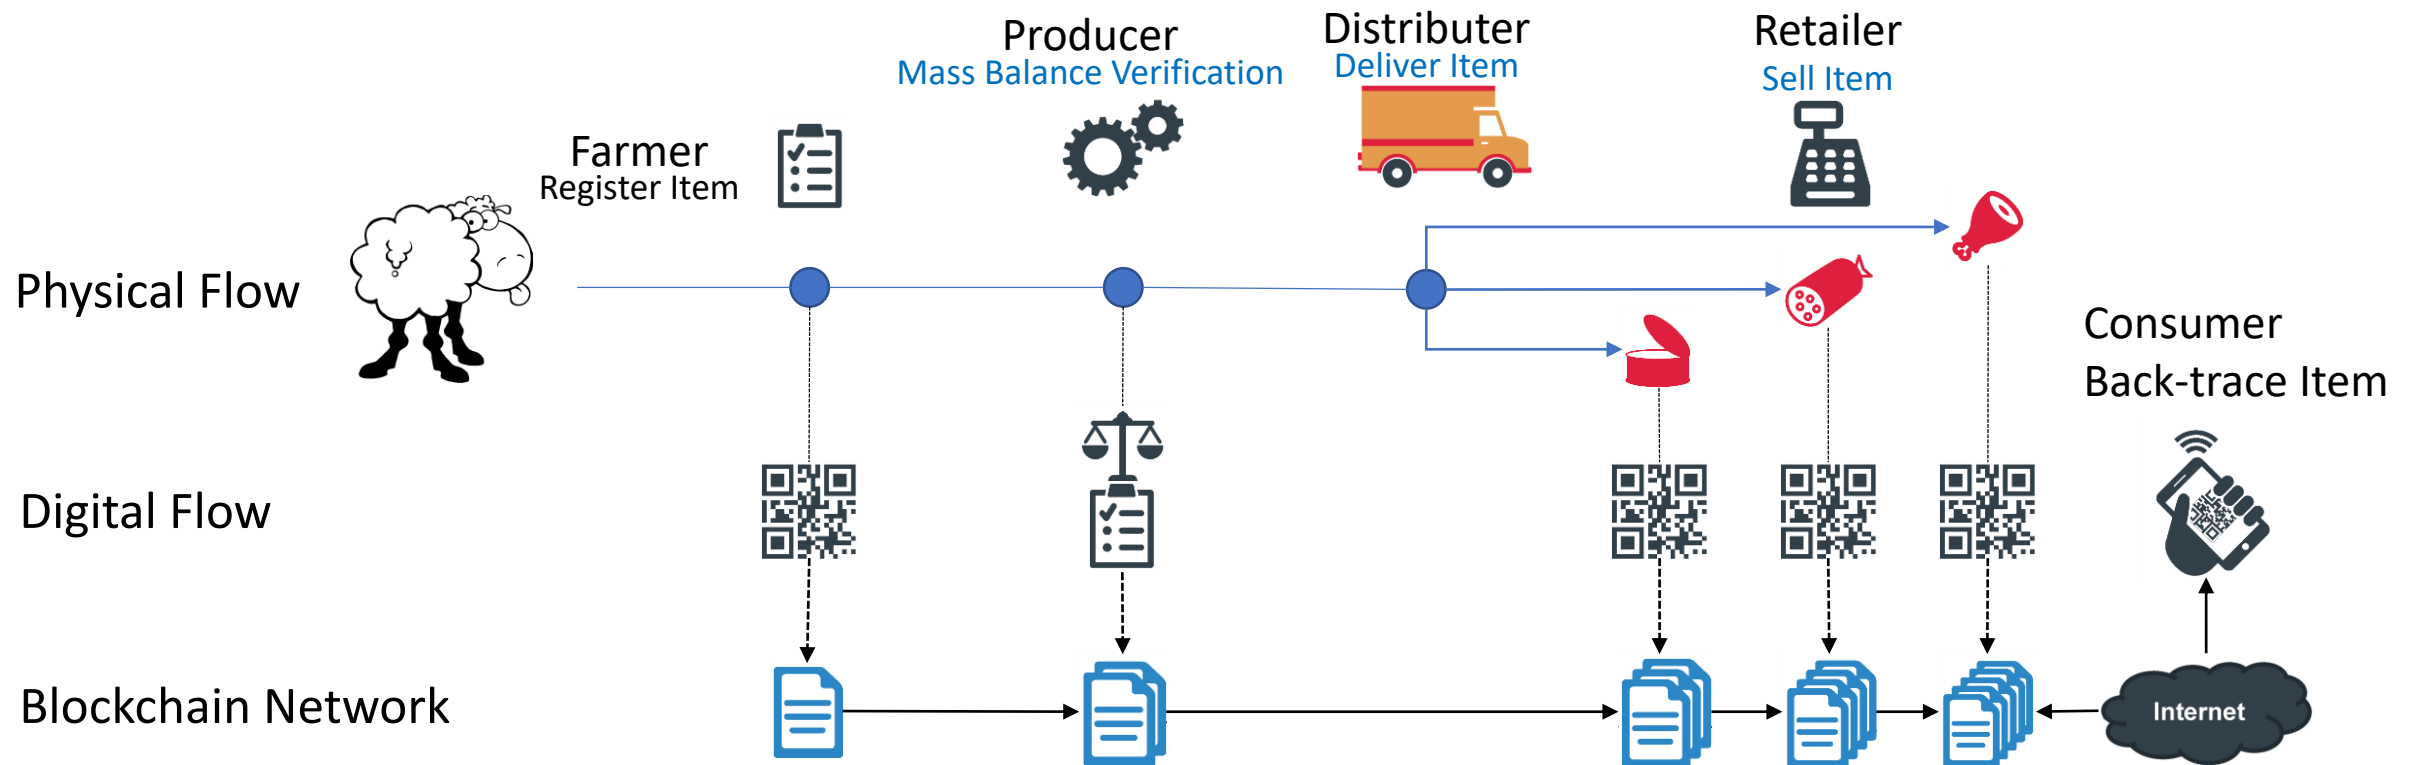 Producer
Mass Balance Verification
Distributer
Deliver Item
Retailer
Sell Item
Farmer
Register Item
Physical Flow
Consumer
Back-trace Item
Digital Flow
Blockchain Network
Internet